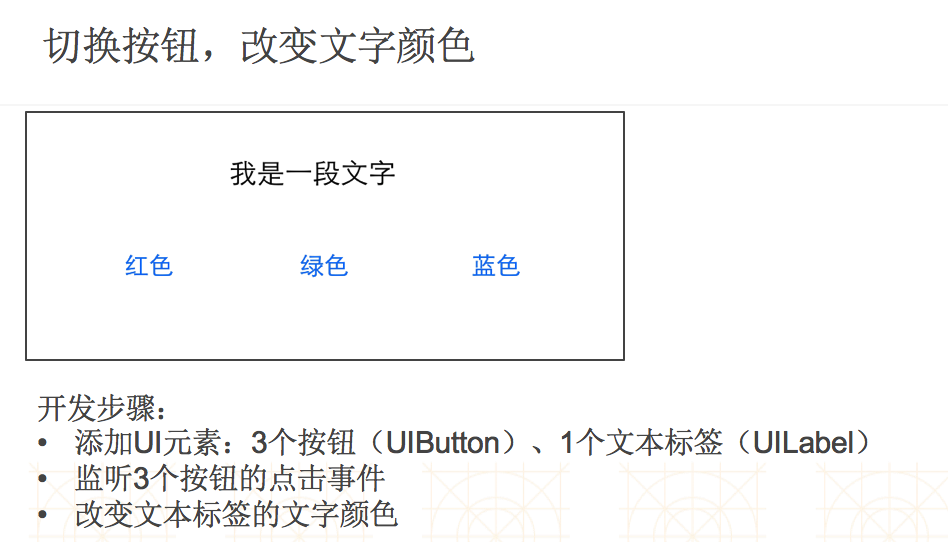 切换按钮，改变文字颜色
我是一段文字
红色 绿色 蓝色
开发步骤：
• 添加UI元素：3个按钮（UIButton）、1个文本标签（UILabel）
• 监听3个按钮的点击事件
• 改变文本标签的文字颜色